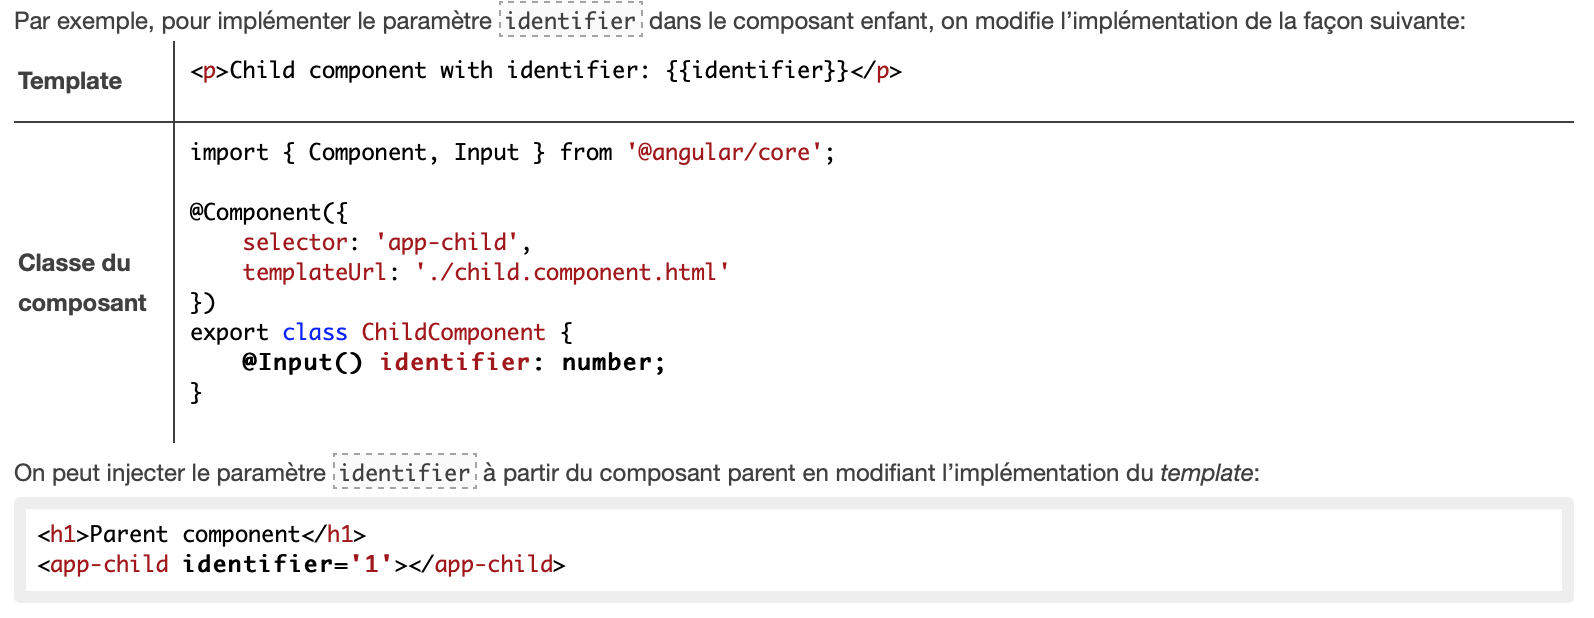 Par exemple, pour implémenter le paramètre identifier dans le composant enfant, on modifie l’implémentation de la façon suivante:
Template
<p>Child component with identifier: {{identifier}}</p>
Classe du
composant
import { Component, Input } from '@angular/core';
@Component({
    selector: 'app-child',
    templateUrl: './child.component.html'
})
export class ChildComponent {
    @Input() identifier: number;
}
On peut injecter le paramètre identifier à partir du composant parent en modifiant l’implémentation du template:
<h1>Parent component</h1>
<app-child identifier='1'></app-child>